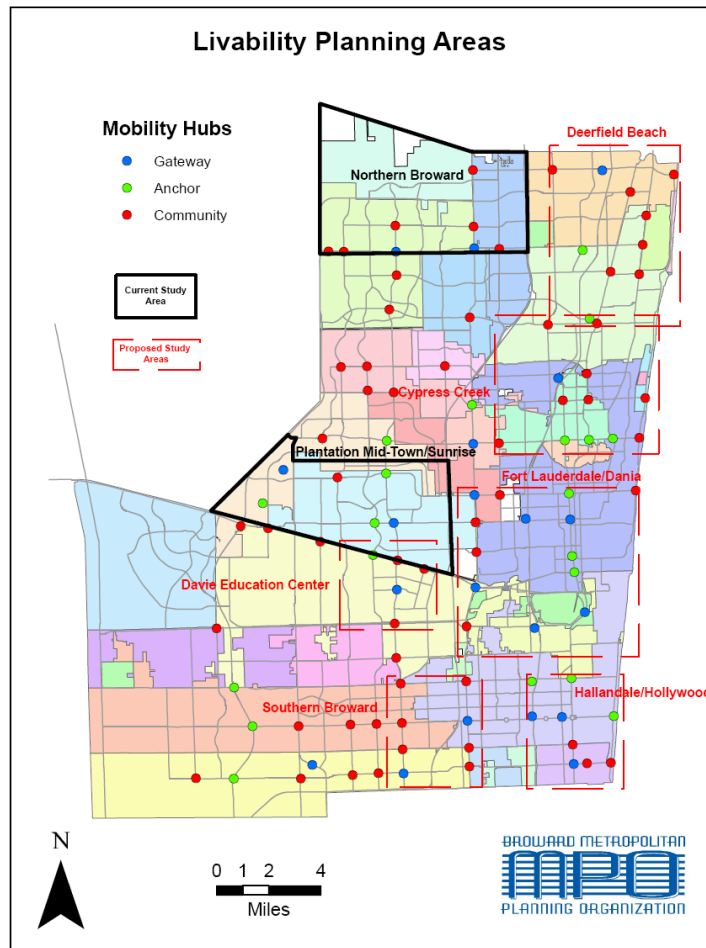 Livability Planning Areas
Mobility Hubs
Gateway
Anchor
Community
Deerfield Beach
Northern Broward
Current Study
Area
Proposed Study
Areas
Cypress Creek
Plantation Mid-Town/Sunrise
Fort Lauderdale/Dania
Davie Education Center
Southern Broward
Hallandale/Hollywood
N
0 1 2 4
Miles
BROWARD METROPOLITAN
MPO
PLANNING ORGANIZATION